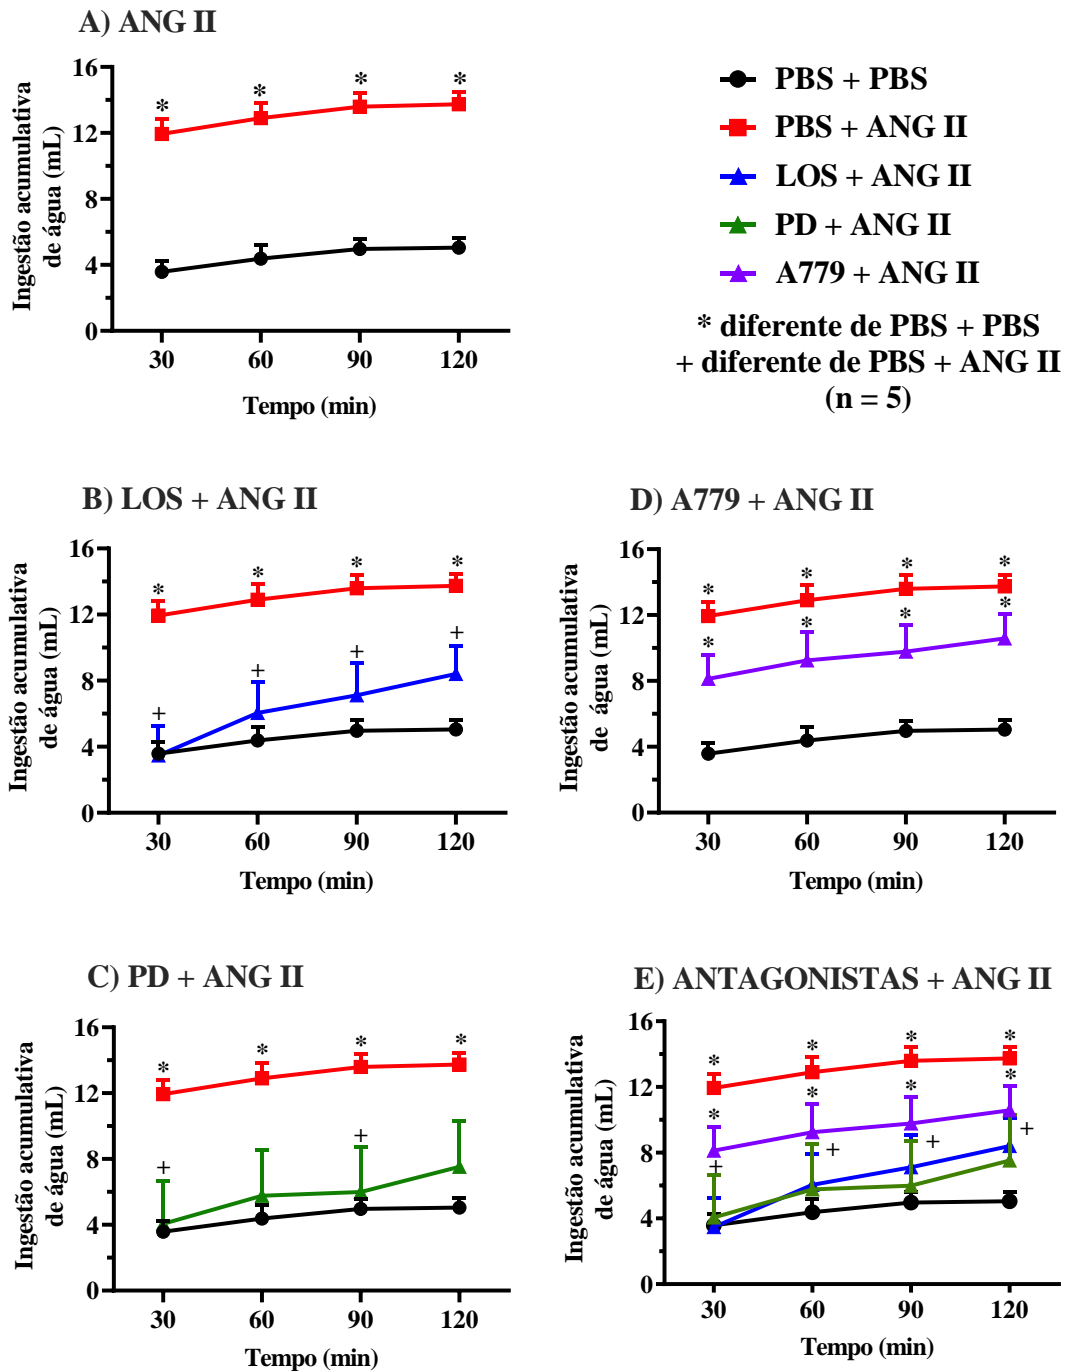 A) ANG II
Ingestão acumulativa
de água (mL)
16
12
8
4
0
* * * *
30 60 90 120
Tempo (min)
PBS + PBS
PBS + ANG II
LOS + ANG II
PD + ANG II
A779 + ANG II
* diferente de PBS + PBS
+ diferente de PBS + ANG II
(n = 5)
B) LOS + ANG II
Ingestão acumulativa
de água (mL)
16
12
8
4
0
* * * *
+ + + +
30 60 90 120
Tempo (min)
D) A779 + ANG II
Ingestão acumulativa
de água (mL)
16
12
8
4
0
* * * *
* * * *
30 60 90 120
Tempo (min)
C) PD + ANG II
Ingestão acumulativa
de água (mL)
16
12
8
4
0
* * * *
+ +
30 60 90 120
Tempo (min)
E) ANTAGONISTAS + ANG II
Ingestão acumulativa
de água (mL)
16
12
8
4
0
* * * *
* * * *
+ + + +
30 60 90 120
Tempo (min)